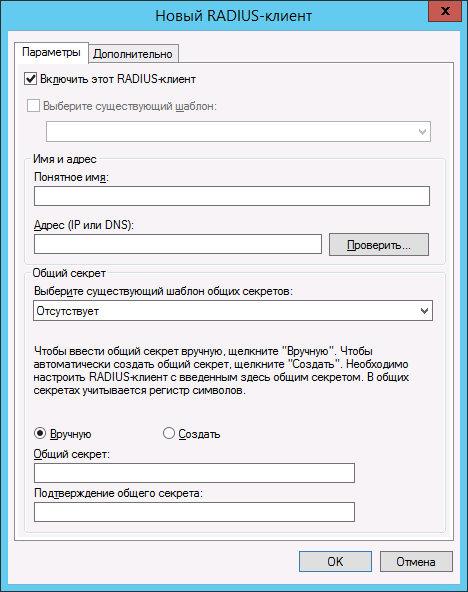 Новый RADIUS-клиент
x
Параметры
Дополнительно
Включить этот RADIUS-клиент
Выберите существующий шаблон:
Имя и адрес
Понятное имя:
Адрес (IP или DNS):
Проверить...
Общий секрет
Выберите существующий шаблон общих секретов:
Отсутствует
Чтобы ввести общий секрет вручную, щелкните "Вручную". Чтобы
автоматически создать общий секрет, щелкните "Создать". Необходимо
настроить RADIUS-клиент с введенным здесь общим секретом. В общих
секретах учитывается регистр символов.
Вручную
Создать
Общий секрет:
Подтверждение общего секрета:
OK
Отмена